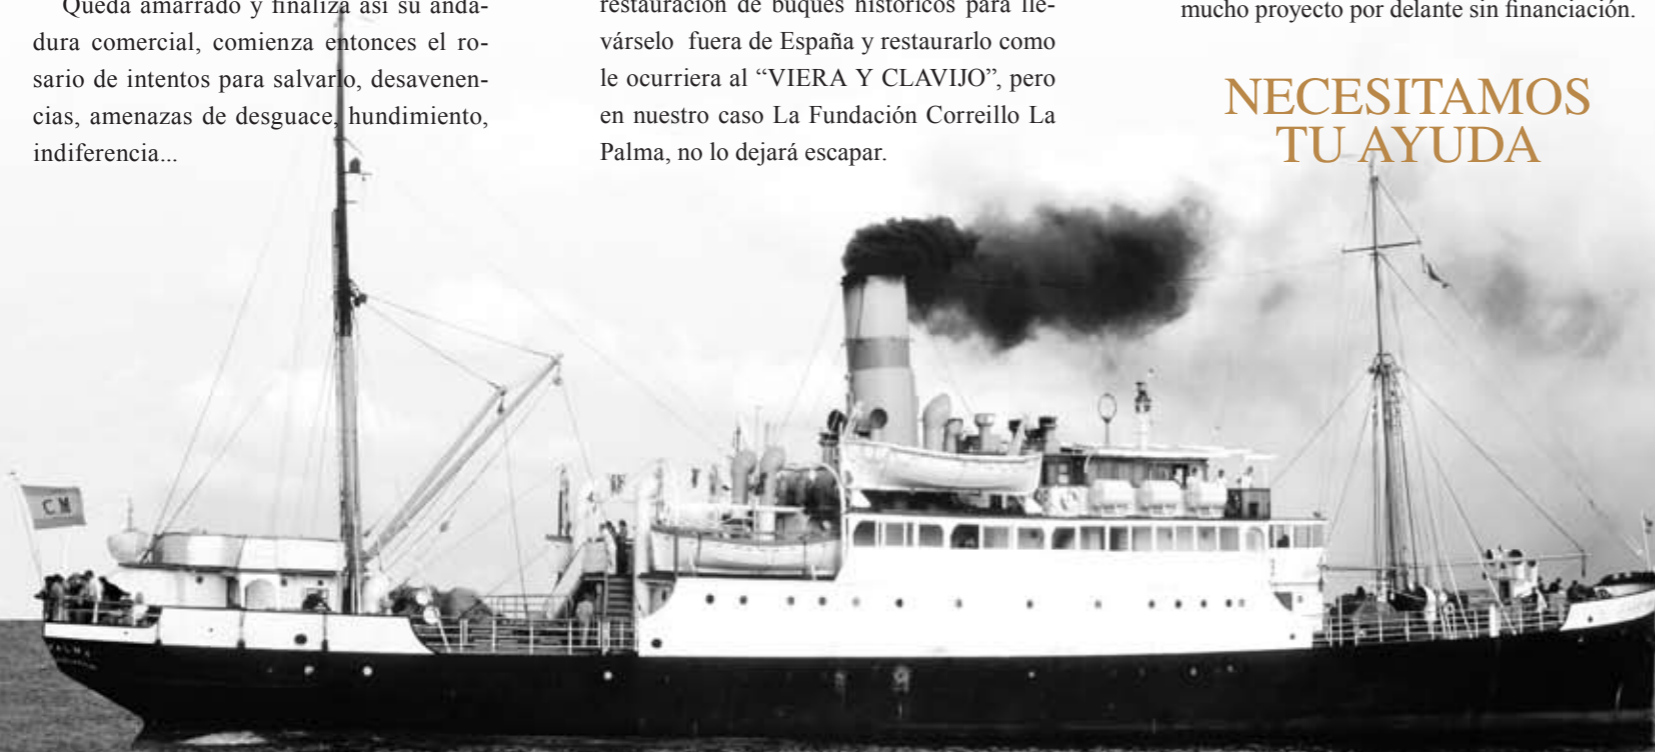 Queda amarrado y finaliza así su anda-
dura comercial, comienza entonces el ro-
sario de intentos para salvarlo, desavenen-
cias, amenazas de desguace, hundimiento,
indiferencia...
restauración de buques históricos para lle-
várselo fuera de España y restaurarlo como
le ocurriera al “VIERA Y CLAVIJO”, pero
en nuestro caso La Fundación Correillo La
Palma, no lo dejará escapar.
mucho proyecto por delante sin financiación.
NECESITAMOS
TU AYUDA
CM